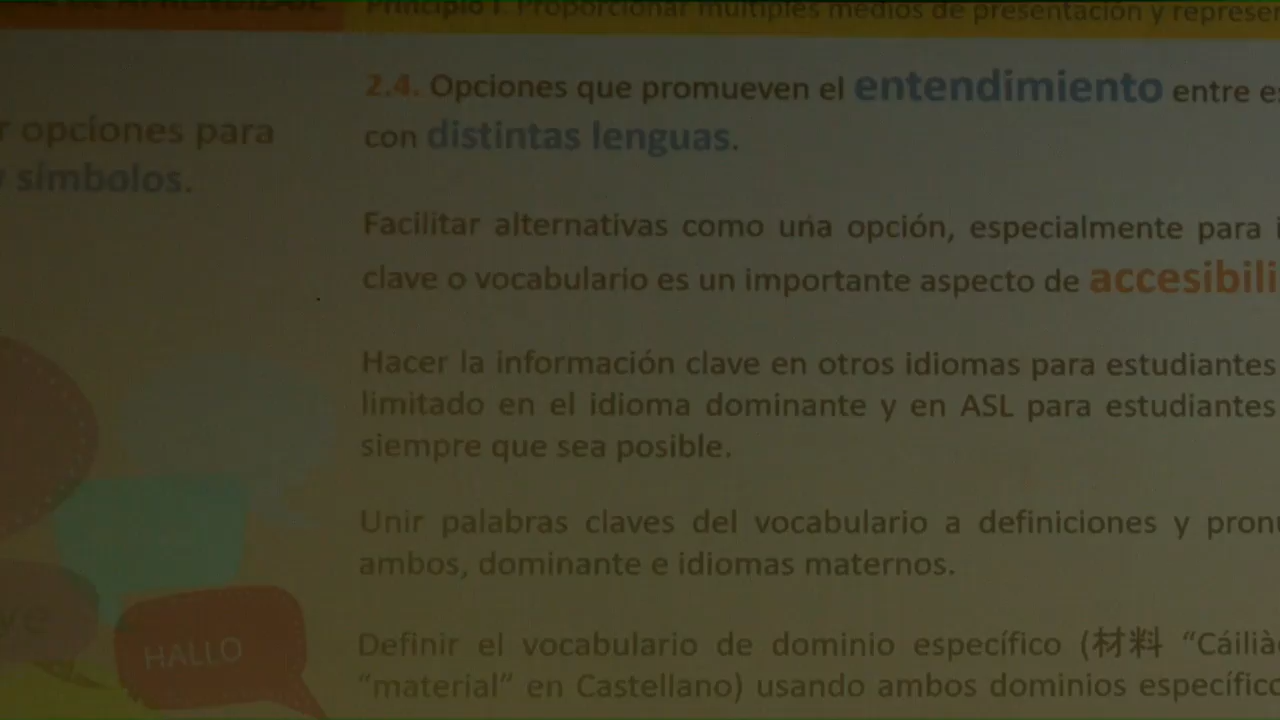 DE APRENDIZAJE
Principio I. Proporcionar múltiples medios de presentación y
2.4. Opciones que promueven el entendimiento entre
con distintas lenguas.
r opciones para
y símbolos.
Facilitar alternativas como una opción, especialmente para
clave o vocabulario es un importante aspecto de accesibili
Hacer la información clave en otros idiomas para estudiantes
limitado en el idioma dominante y en ASL para estudiantes
siempre que sea posible.
Unir palabras claves del vocabulario a definiciones y pron
ambos, dominante e idiomas maternos.
HALLO
Definir el vocabulario de dominio específico (材料 “Cáilià
“material” en Castellano) usando ambos dominios específico